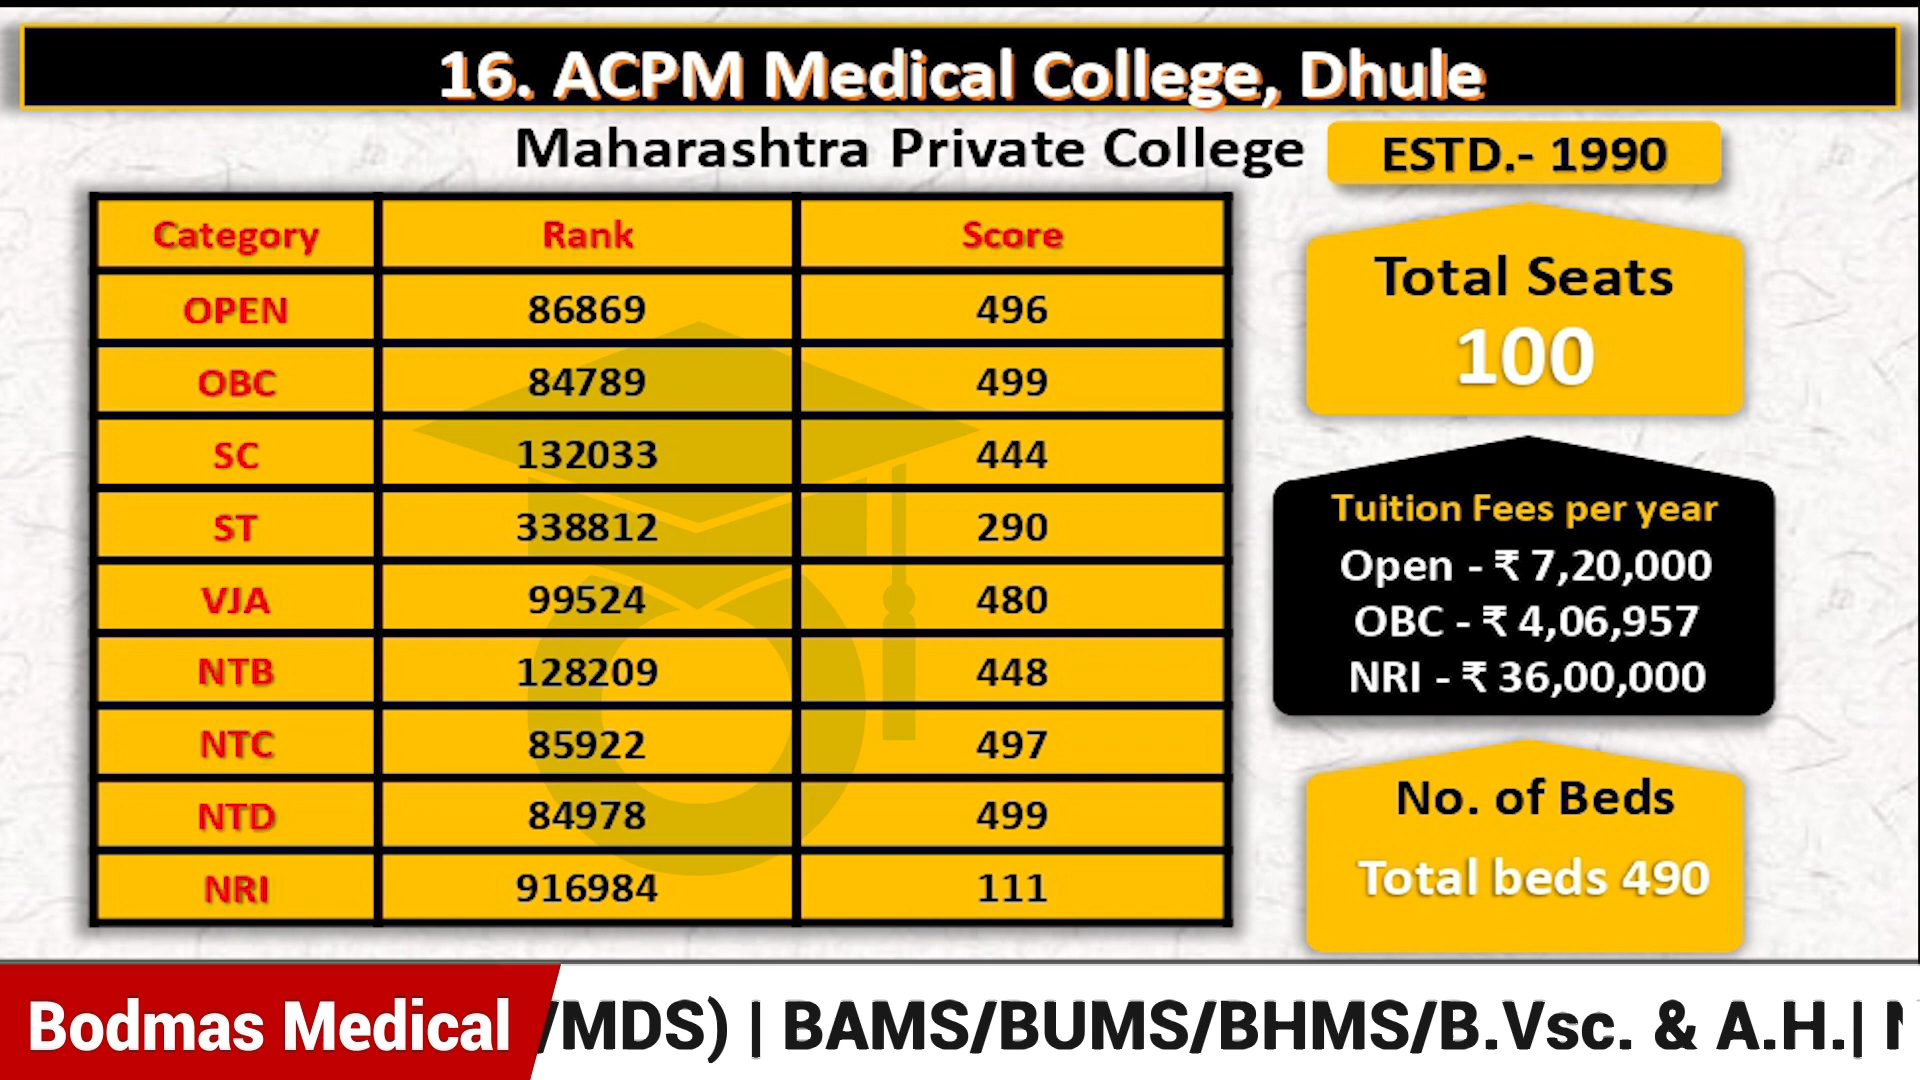 16. ACPM Medical College, Dhule
Maharashtra Private College
ESTD.- 1990
Category Rank Score
OPEN 86869 496
OBC 84789 499
SC 132033 444
ST 338812 290
VJA 99524 480
NTB 128209 448
NTC 85922 497
NTD 84978 499
NRI 916984 111
Total Seats
100
Tuition Fees per year
Open - ₹ 7,20,000
OBC - ₹ 4,06,957
NRI - ₹ 36,00,000
No. of Beds
Total beds 490
Bodmas Medical /MDS) | BAMS/BUMS/BHMS/B.Vsc. & A.H.|